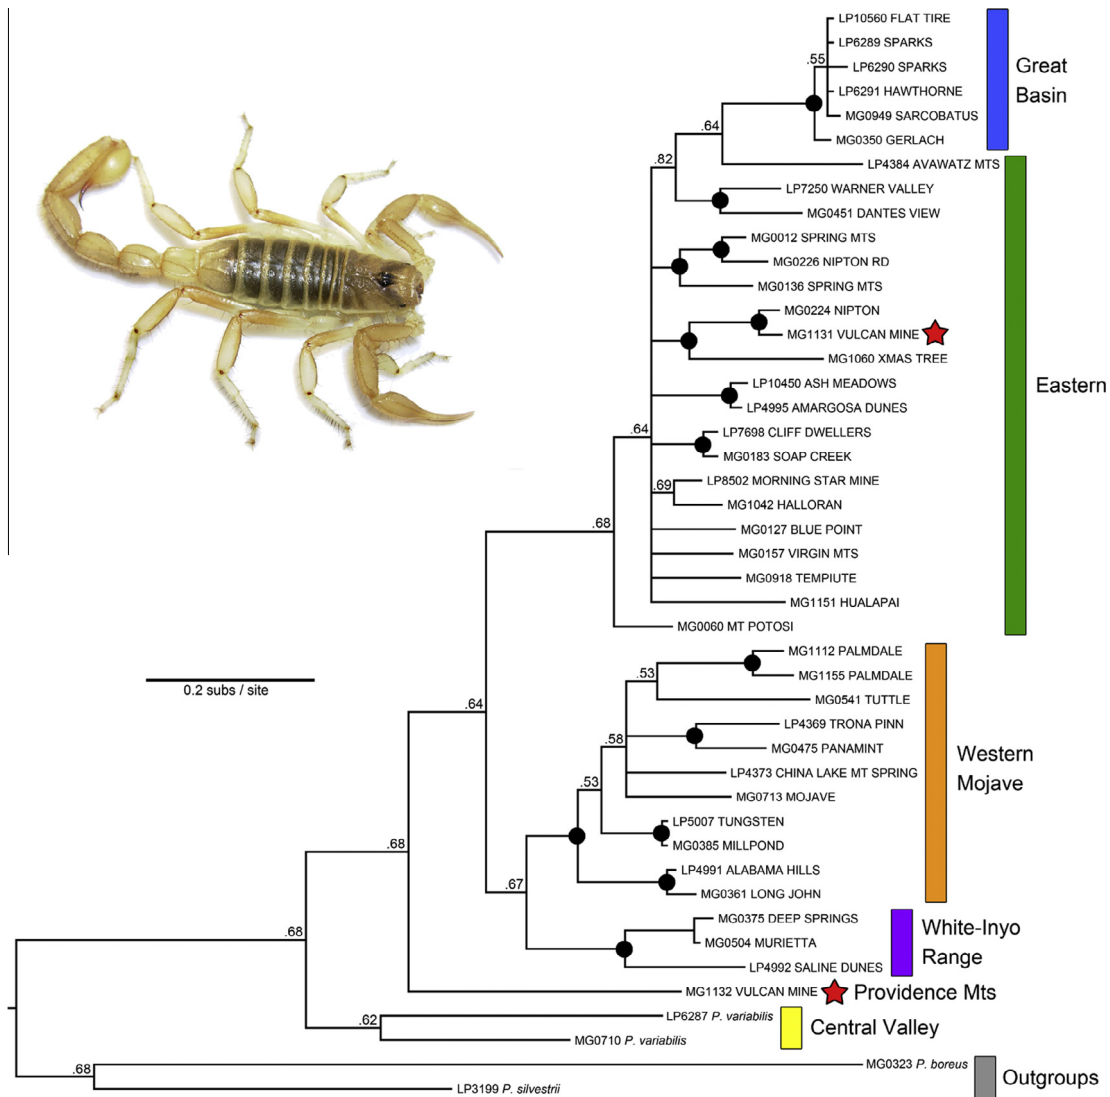 LP10560 FLAT TIRE
LP6289 SPARKS
.55
LP6290 SPARKS
Great
Basin
LP6291 HAWTHORNE
MG0949 SARCOBATUS
.64
MG0350 GERLACH
.82
LP4384 AVAWATZ MTS
LP7250 WARNER VALLEY
MG0451 DANTES VIEW
MG0012 SPRING MTS
MG0226 NIPTON RD
MG0136 SPRING MTS
MG0224 NIPTON
MG1131 VULCAN MINE
MG1060 XMAS TREE
Eastern
LP10450 ASH MEADOWS
LP4995 AMARGOSA DUNES
.64
LP7698 CLIFF DWELLERS
MG0183 SOAP CREEK
LP8502 MORNING STAR MINE
.69
MG1042 HALLORAN
.68
MG0127 BLUE POINT
MG0157 VIRGIN MTS
MG0918 TEMPIUTE
MG1151 HUALAPAI
MG0060 MT POTOSI
MG1112 PALMDALE
.53
MG1155 PALMDALE
0.2 subs / site
MG0541 TUTTLE
.64
LP4369 TRONA PINN
.58
MG0475 PANAMINT
Western
Mojave
LP4373 CHINA LAKE MT SPRING
.53
MG0713 MOJAVE
LP5007 TUNGSTEN
MG0385 MILLPOND
.68
LP4991 ALABAMA HILLS
.67
MG0361 LONG JOHN
MG0375 DEEP SPRINGS
White-Inyo
Range
.68
MG0504 MURIETTA
LP4992 SALINE DUNES
MG1132 VULCAN MINE
Providence Mts
LP6287 P. variabilis
.62
Central Valley
MG0710 P. variabilis
MG0323 P. boreus
.68
Outgroups
LP3199 P. silvestrii